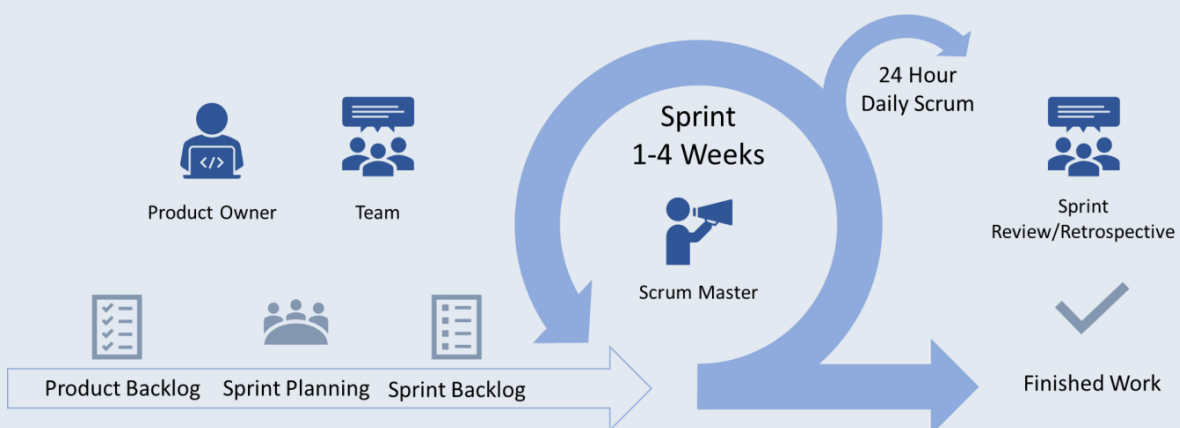 24 Hour
Daily Scrum
Sprint
1-4 Weeks
Product Owner
Team
Sprint
Review/Retrospective
Scrum Master
Product Backlog
Sprint Planning
Sprint Backlog
Finished Work
</>